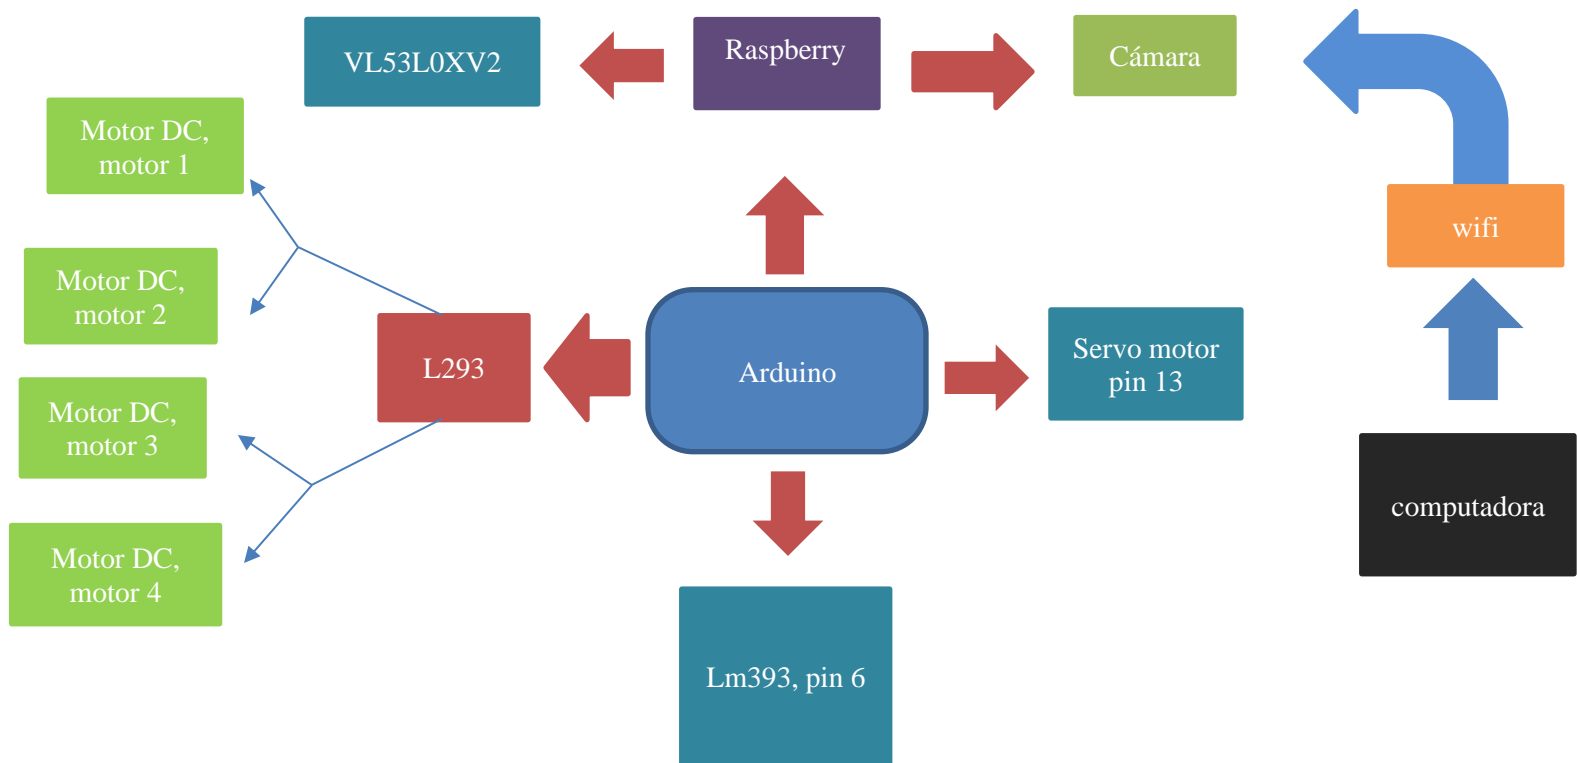 VL53L0XV2
Raspberry
Cámara
Motor DC,
motor 1
wifi
Motor DC,
motor 2
L293
Arduino
Servo motor
pin 13
Motor DC,
motor 3
computadora
Motor DC,
motor 4
Lm393, pin 6